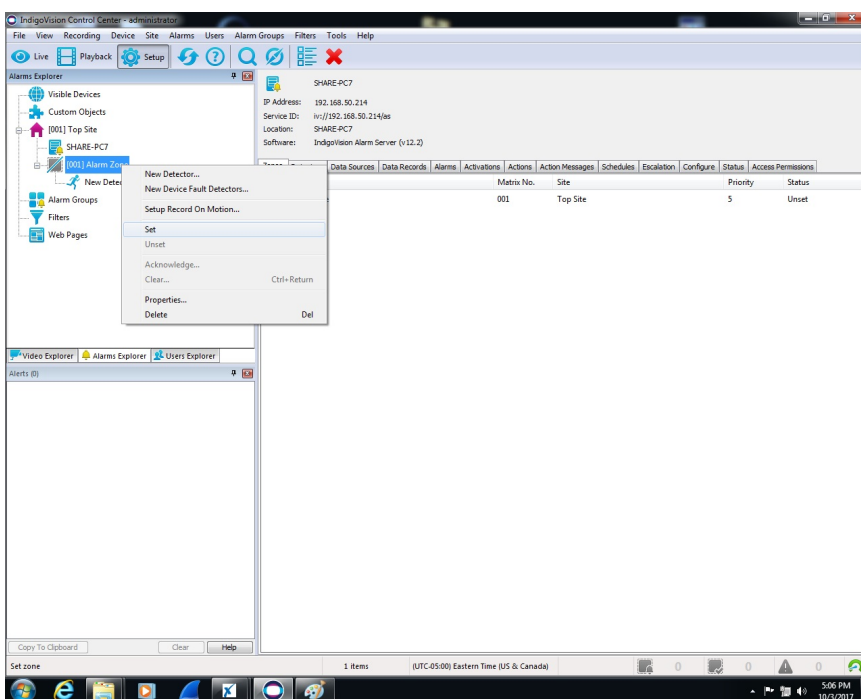 IndigoVision Control Center - administrator
File View Recording Device Site Alarms Users Alarm Groups Filters Tools Help
Live Playback Setup
Alarms Explorer
Visible Devices
Custom Objects
[001] Top Site
SHARE-PC7
[001] Alarm Zone
New Detec
Alarm Groups
Filters
Web Pages
New Detector...
New Device Fault Detectors...
Setup Record On Motion...
Set
Unset
Acknowledge...
Clear... Ctrl+Return
Properties...
Delete Del
Video Explorer Alarms Explorer Users Explorer
Alerts (0)
Copy To Clipboard Clear Help
SHARE-PC7
IP Address: 192.168.50.214
Service ID: iv://192.168.50.214/as
Location: SHARE-PC7
Software: IndigoVision Alarm Server (v12.2)
Data Sources Data Records Alarms Activations Actions Action Messages Schedules Escalation Configure Status Access Permissions
Matrix No. Site Priority Status
001 Top Site 5 Unset
Set zone 1 items (UTC-05:00) Eastern Time (US & Canada) 0 0 0
5:06 PM
10/3/2017